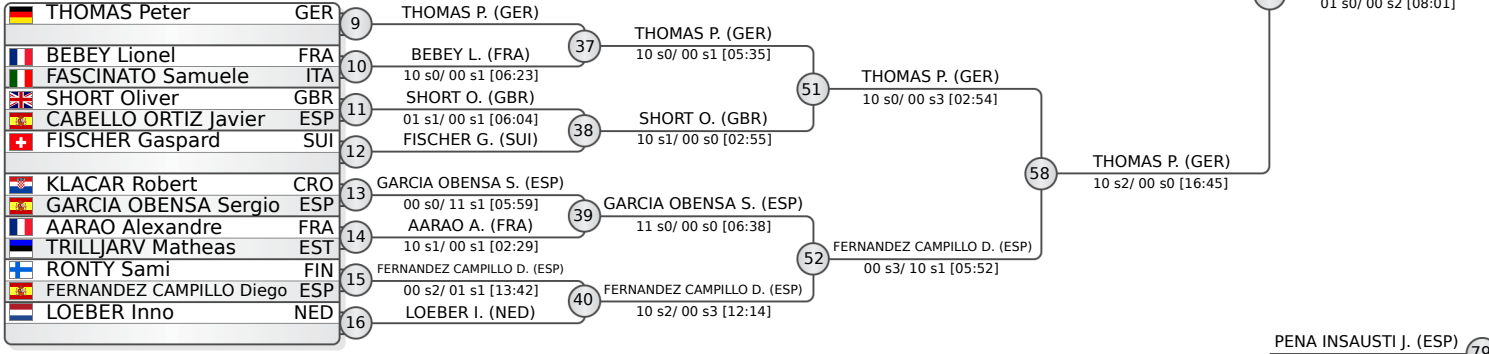 01 s0/ 00 s2 [08:01]
THOMAS Peter GER
9
THOMAS P. (GER)
37
THOMAS P. (GER)
10 s0/ 00 s1 [05:35]
BEBEY Lionel FRA
10
BEBEY L. (FRA)
10 s0/ 00 s1 [06:23]
FASCINATO Samuele ITA
51
THOMAS P. (GER)
10 s0/ 00 s3 [02:54]
SHORT Oliver GBR
11
SHORT O. (GBR)
01 s1/ 00 s1 [06:04]
CABELLO ORTIZ Javier ESP
38
SHORT O. (GBR)
10 s1/ 00 s0 [02:55]
FISCHER Gaspard SUI
12
FISCHER G. (SUI)
58
THOMAS P. (GER)
10 s2/ 00 s0 [16:45]
KLACAR Robert CRO
13
GARCIA OBENSA S. (ESP)
00 s0/ 11 s1 [05:59]
GARCIA OBENSA Sergio ESP
39
GARCIA OBENSA S. (ESP)
11 s0/ 00 s0 [06:38]
AARAO Alexandre FRA
14
AARAO A. (FRA)
10 s1/ 00 s1 [02:29]
TRILLJARV Matheas EST
52
FERNANDEZ CAMPILLO D. (ESP)
00 s3/ 10 s1 [05:52]
RONTY Sami FIN
15
FERNANDEZ CAMPILLO D. (ESP)
00 s2/ 01 s1 [13:42]
FERNANDEZ CAMPILLO Diego ESP
40
FERNANDEZ CAMPILLO D. (ESP)
10 s2/ 00 s3 [12:14]
LOEBER Inno NED
16
LOEBER I. (NED)
PENA INSAUSTI J. (ESP)
79